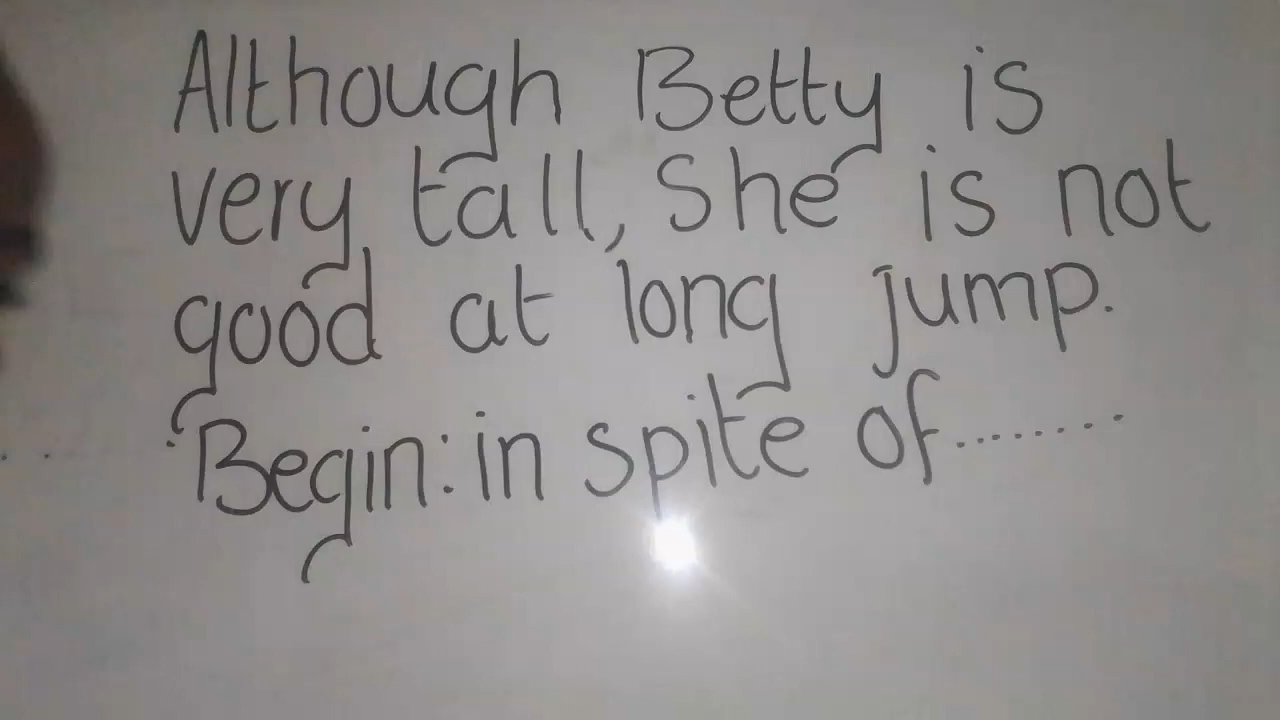 Although Betty is
very tall, She is not
good at long jump.
Begin: in spite of........